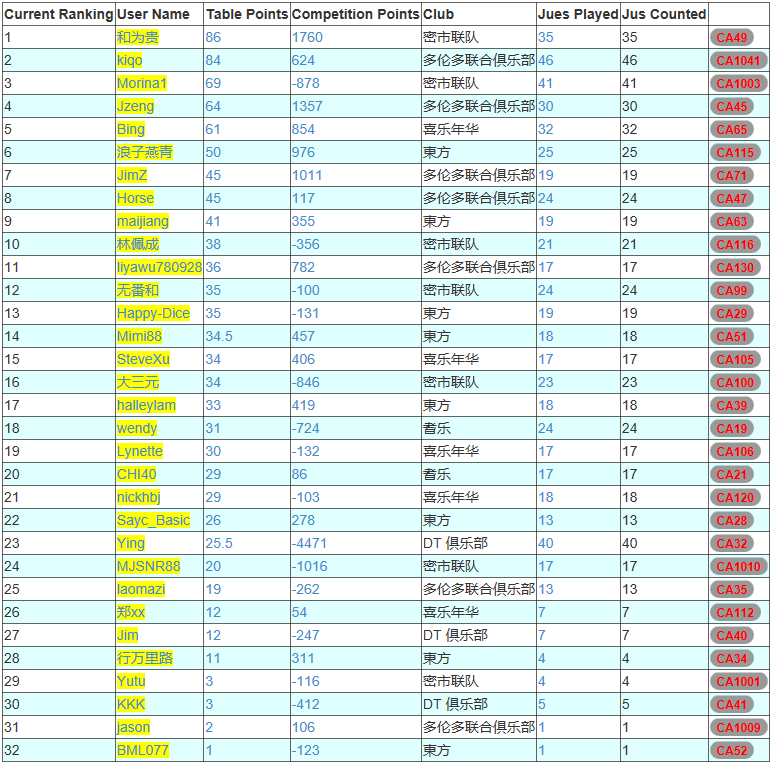 Current Ranking User Name Table Points Competition Points Club Jues Played Jus Counted
1 和为贵 86 1760 密市联队 35 35 CA49
2 kiqo 84 624 多伦多联合俱乐部 46 46 CA1041
3 Morina1 69 -878 密市联队 41 41 CA1003
4 Jzeng 64 1357 多伦多联合俱乐部 30 30 CA45
5 Bing 61 854 喜乐年华 32 32 CA65
6 浪子燕青 50 976 東方 25 25 CA115
7 JimZ 45 1011 多伦多联合俱乐部 19 19 CA71
8 Horse 45 117 多伦多联合俱乐部 24 24 CA47
9 maijiang 41 355 東方 19 19 CA63
10 林佩成 38 -356 密市联队 21 21 CA116
11 liyawu780928 36 782 多伦多联合俱乐部 17 17 CA130
12 无番和 35 -100 密市联队 24 24 CA99
13 Happy-Dice 35 -131 東方 19 19 CA29
14 Mimi88 34.5 457 東方 18 18 CA51
15 SteveXu 34 406 喜乐年华 17 17 CA105
16 大三元 34 -846 密市联队 23 23 CA100
17 halleylam 33 419 東方 18 18 CA39
18 wendy 31 -724 耆乐 24 24 CA19
19 Lynette 30 -132 喜乐年华 17 17 CA106
20 CHI40 29 86 耆乐 17 17 CA21
21 nickhbj 29 -103 喜乐年华 18 18 CA120
22 Sayc_Basic 26 278 東方 13 13 CA28
23 Ying 25.5 -4471 DT 俱乐部 40 40 CA32
24 MJSNR88 20 -1016 密市联队 17 17 CA1010
25 laomazi 19 -262 多伦多联合俱乐部 13 13 CA35
26 郑xx 12 54 喜乐年华 7 7 CA112
27 Jim 12 -247 DT 俱乐部 7 7 CA40
28 行万里路 11 311 東方 4 4 CA34
29 Yutu 3 -116 密市联队 4 4 CA1001
30 KKK 3 -412 DT 俱乐部 5 5 CA41
31 jason 2 106 多伦多联合俱乐部 1 1 CA1009
32 BML077 1 -123 東方 1 1 CA52